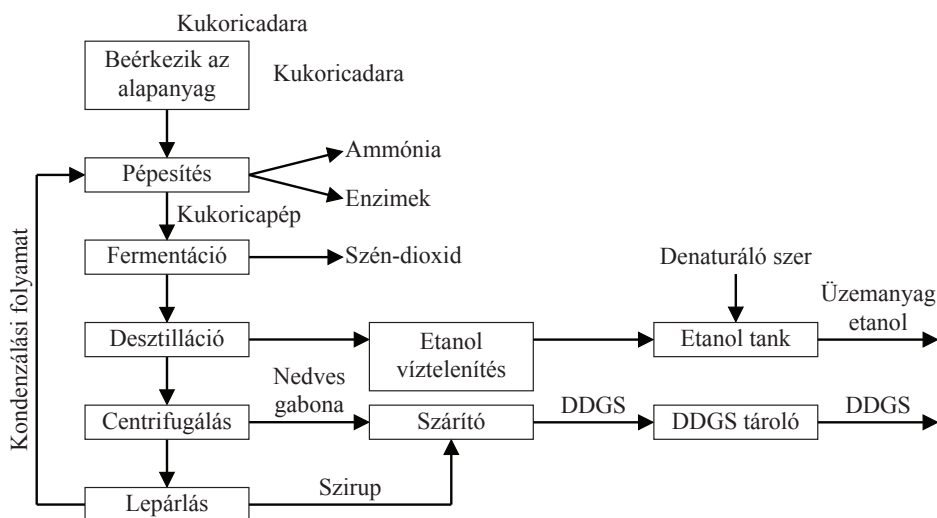 Kukoricadara
Beérkezik az
alapanyag
Kukoricadara
Ammónia
Pépesítés
Enzimek
Kukoricapép
Fermentáció
Szén-dioxid
Denaturáló szer
Üzemanyag
etanol
Desztilláció
Etanol
víztelenítés
Etanol tank
Nedves
gabona
Centrifugálás
Szárító
DDGS
DDGS tároló
DDGS
Szirup
Lepárlás
Kondenzálási folyamat